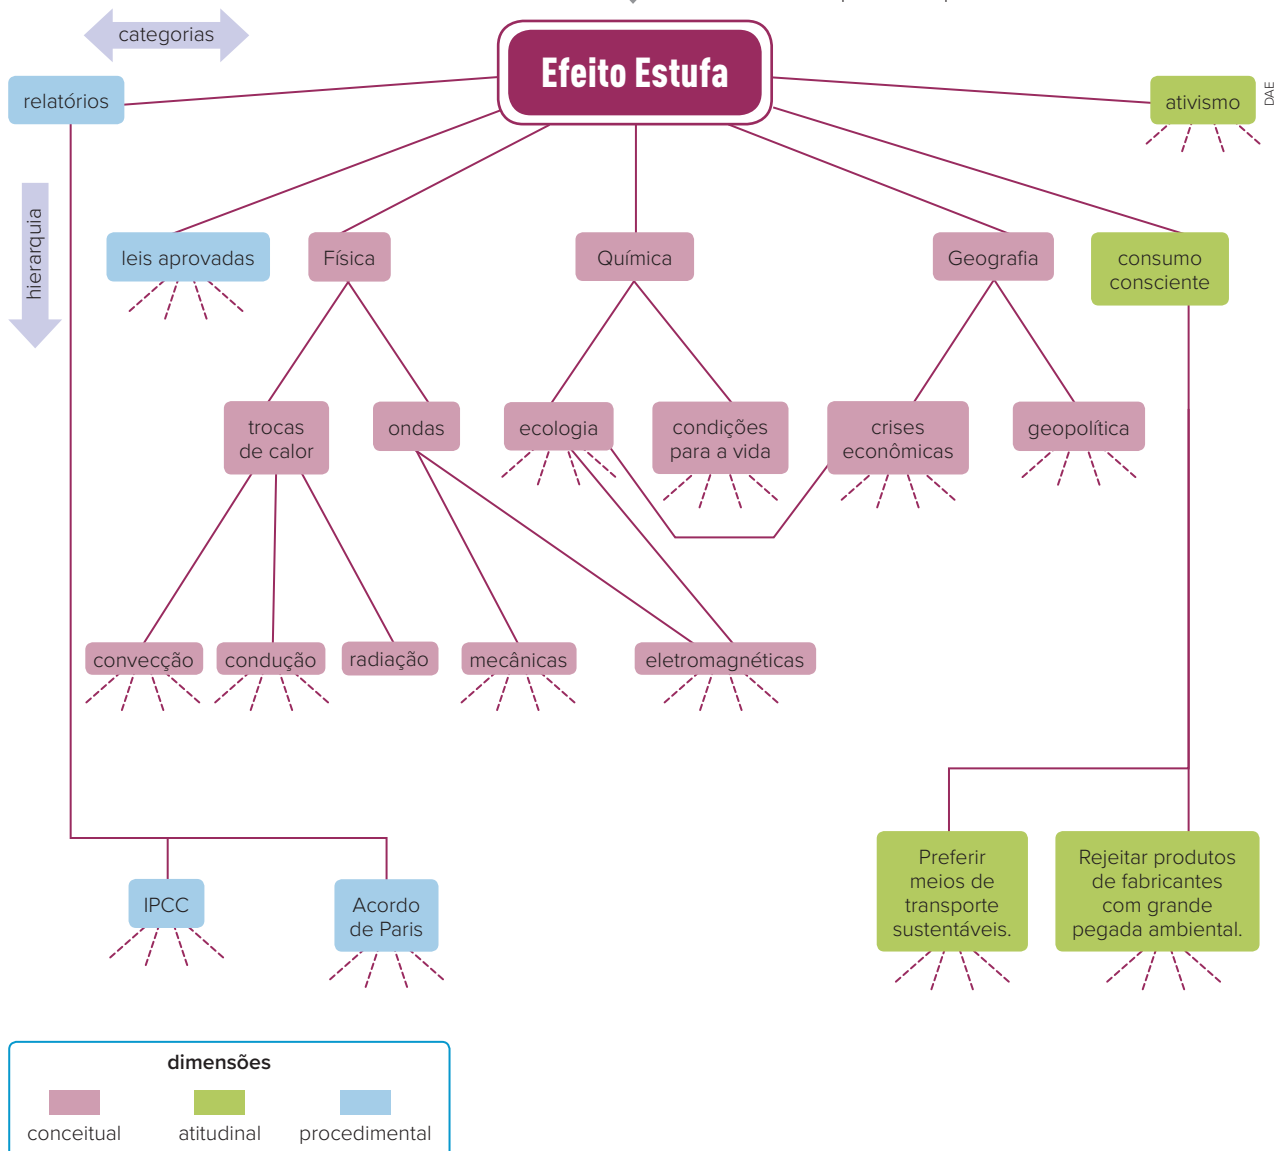 categorias
Efeito Estufa
relatórios
ativismo
DAE
hierarquia
leis aprovadas
Física
Química
Geografia
consumo
consciente
trocas
de calor
ondas
ecologia
condições
para a vida
crises
econômicas
geopolítica
convecção
condução
radiação
mecânicas
eletromagnéticas
IPCC
Acordo
de Paris
Preferir
meios de
transporte
sustentáveis.
Rejeitar produtos
de fabricantes
com grande
pegada ambiental.
dimensões
conceitual
atitudinal
procedimental